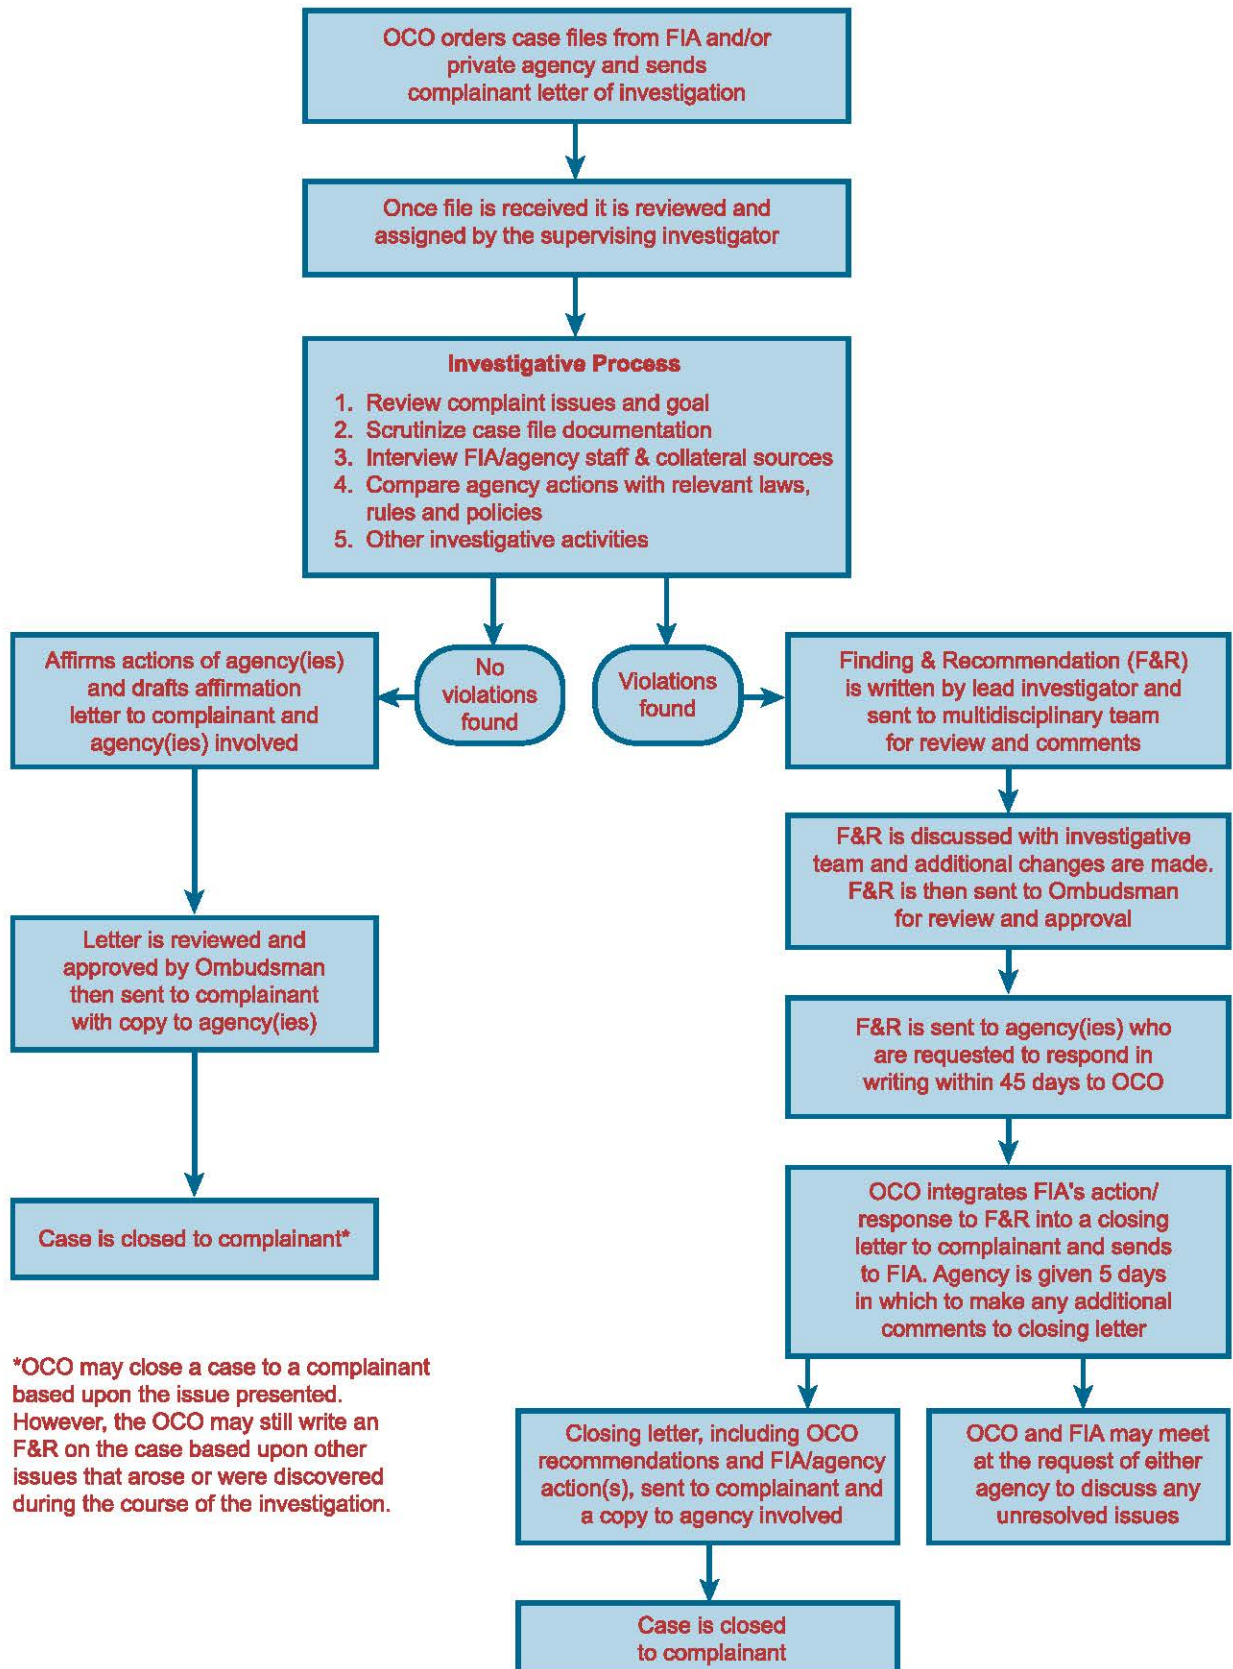 OCO orders case files from FIA and/or
private agency and sends
complainant letter of investigation
Once file is received it is reviewed and
assigned by the supervising investigator
Investigative Process
1. Review complaint issues and goal
2. Scrutinize case file documentation
3. Interview FIA/agency staff & collateral sources
4. Compare agency actions with relevant laws,
rules and policies
5. Other investigative activities
No
violations
found
Violations
found
Affirms actions of agency(ies)
and drafts affirmation
letter to complainant and
agency(ies) involved
Letter is reviewed and
approved by Ombudsman
then sent to complainant
with copy to agency(ies)
Case is closed to complainant*
*OCO may close a case to a complainant
based upon the issue presented.
However, the OCO may still write an
F&R on the case based upon other
issues that arose or were discovered
during the course of the investigation.
Finding & Recommendation (F&R)
is written by lead investigator and
sent to multidisciplinary team
for review and comments
F&R is discussed with investigative
team and additional changes are made.
F&R is then sent to Ombudsman
for review and approval
F&R is sent to agency(ies) who
are requested to respond in
writing within 45 days to OCO
OCO integrates FIA's action/
response to F&R into a closing
letter to complainant and sends
to FIA. Agency is given 5 days
in which to make any additional
comments to closing letter
Closing letter, including OCO
recommendations and FIA/agency
action(s), sent to complainant and
a copy to agency involved
OCO and FIA may meet
at the request of either
agency to discuss any
unresolved issues
Case is closed
to complainant